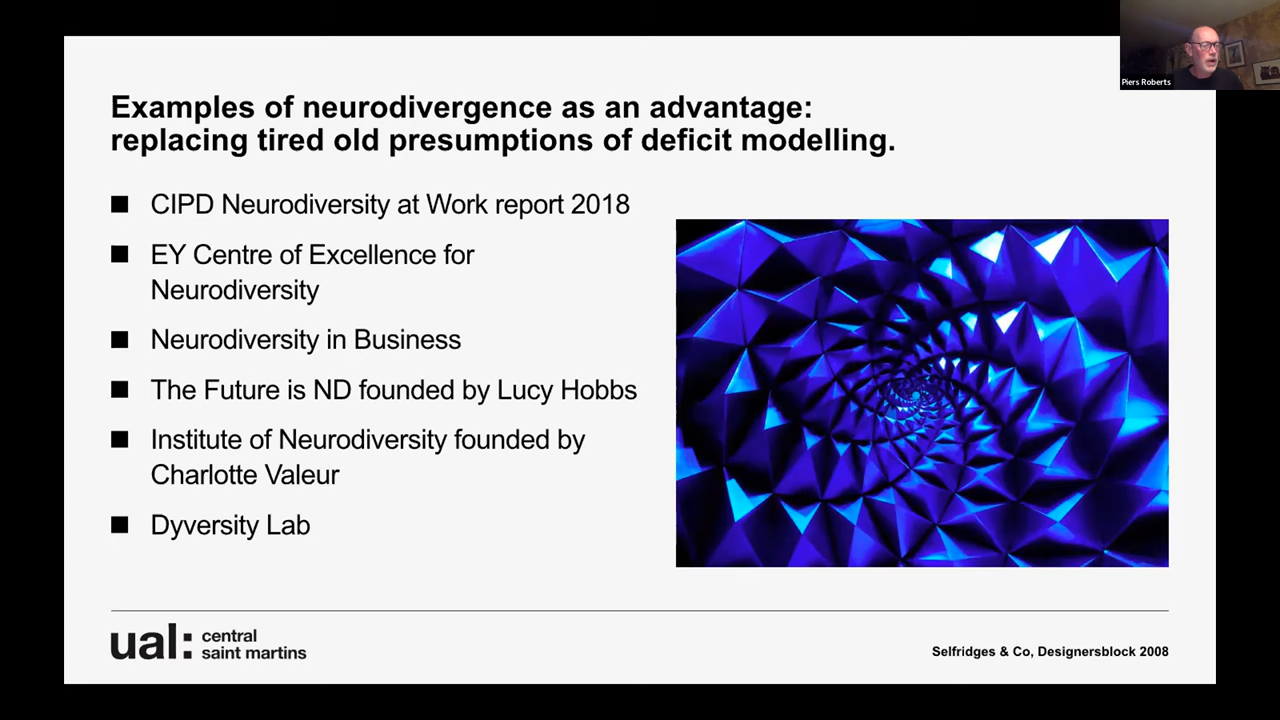 Piers Roberts
Examples of neurodivergence as an advantage:
replacing tired old presumptions of deficit modelling.
■ CIPD Neurodiversity at Work report 2018
■ EY Centre of Excellence for
Neurodiversity
■ Neurodiversity in Business
■ The Future is ND founded by Lucy Hobbs
■ Institute of Neurodiversity founded by
Charlotte Valeur
■ Dyversity Lab
ual: central
saint martins
Selfridges & Co, Designersblock 2008